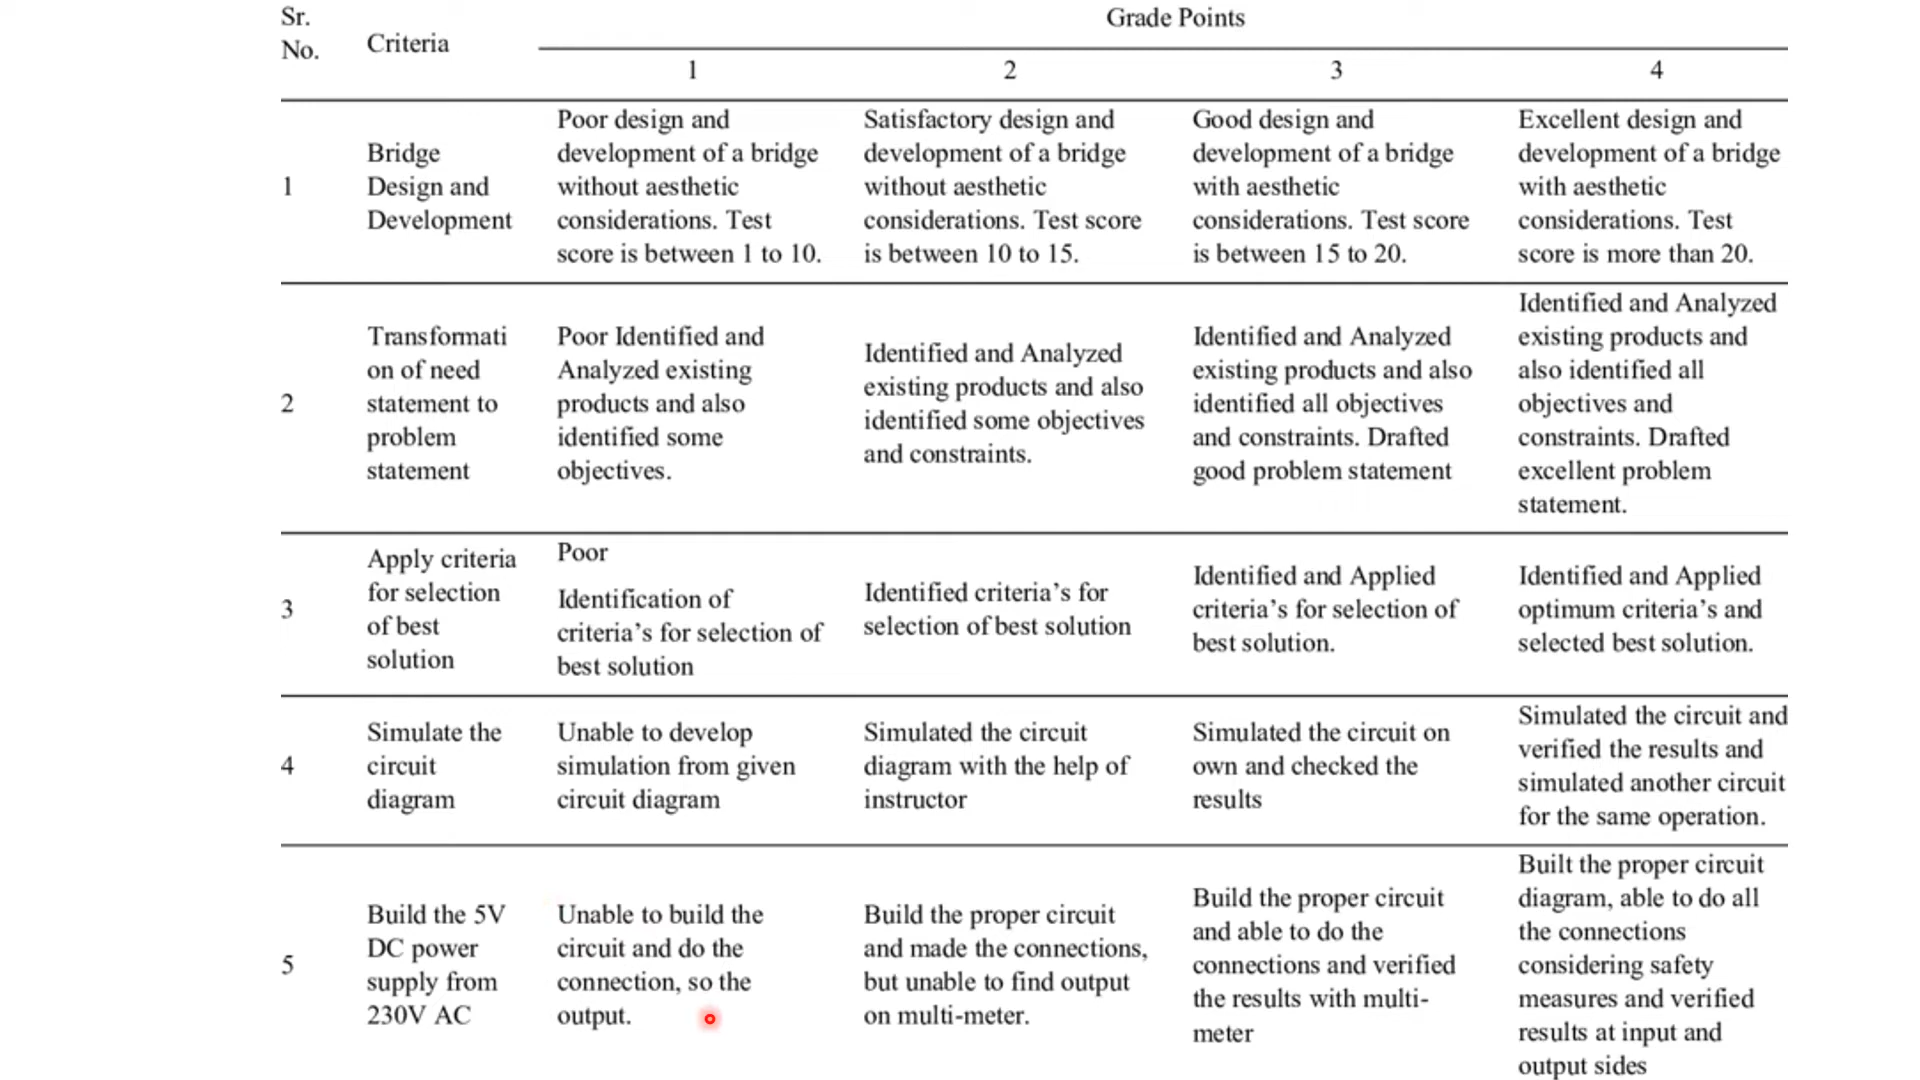 Sr.
No.
Criteria
Grade Points
1
2
3
4
1
Bridge
Design and
Development
Poor design and
development of a bridge
without aesthetic
considerations. Test
score is between 1 to 10.
Satisfactory design and
development of a bridge
without aesthetic
considerations. Test score
is between 10 to 15.
Good design and
development of a bridge
with aesthetic
considerations. Test score
is between 15 to 20.
Excellent design and
development of a bridge
with aesthetic
considerations. Test
score is more than 20.
2
Transformati
on of need
statement to
problem
statement
Poor Identified and
Analyzed existing
products and also
identified some
objectives.
Identified and Analyzed
existing products and also
identified some objectives
and constraints.
Identified and Analyzed
existing products and also
identified all objectives
and constraints. Drafted
good problem statement
Identified and Analyzed
existing products and
also identified all
objectives and
constraints. Drafted
excellent problem
statement.
3
Apply criteria
for selection
of best
solution
Poor
Identification of
criteria's for selection of
best solution
Identified criteria's for
selection of best solution
Identified and Applied
criteria's for selection of
best solution.
Identified and Applied
optimum criteria's and
selected best solution.
4
Simulate the
circuit
diagram
Unable to develop
simulation from given
circuit diagram
Simulated the circuit
diagram with the help of
instructor
Simulated the circuit on
own and checked the
results
Simulated the circuit and
verified the results and
simulated another circuit
for the same operation.
5
Build the 5V
DC power
supply from
230V AC
Unable to build the
circuit and do the
connection, so the
output.
Build the proper circuit
and made the connections,
but unable to find output
on multi-meter.
Build the proper circuit
and able to do the
connections and verified
the results with multi-
meter
Built the proper circuit
diagram, able to do all
the connections
considering safety
measures and verified
results at input and
output sides